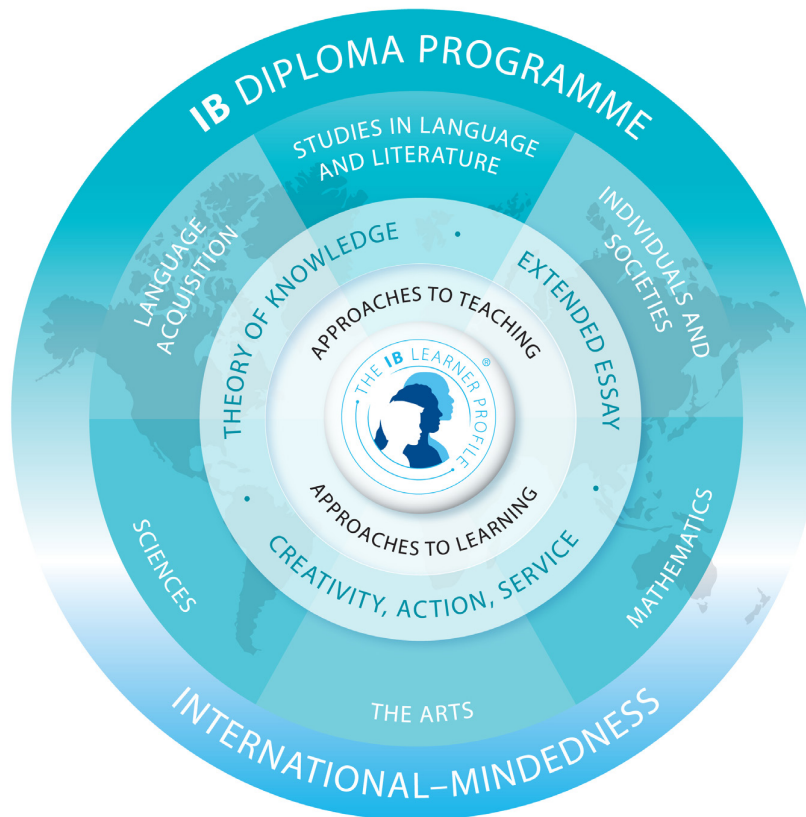 IB DIPLOMA PROGRAMME
STUDIES IN LANGUAGE
AND LITERATURE
LANGUAGE
ACQUISITION
INDIVIDUALS AND
SOCIETIES
THEORY OF KNOWLEDGE •
EXTENDED ESSAY •
APPROACHES TO TEACHING
THE IB LEARNER PROFILE ®
APPROACHES TO LEARNING
• CREATIVITY, ACTION, SERVICE
SCIENCES
MATHEMATICS
THE ARTS
INTERNATIONAL–MINDEDNESS